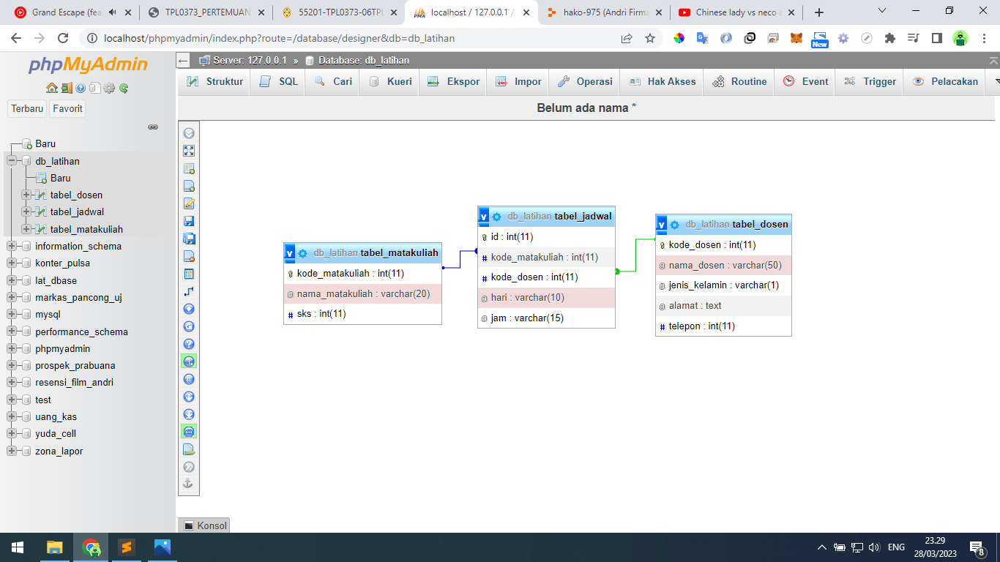 Grand Escape (fea
TPL0373_PERTEMUAN
55201-TPL0373-06TPL
localhost / 127.0.0.1 /
hako-975 (Andri Firma
Chinese lady vs neco a
localhost/phpmyadmin/index.php?route=/database/designer&db=db_latihan
New
phpMyAdmin
Terbaru Favorit
Baru
db_latihan
Baru
tabel_dosen
tabel_jadwal
tabel_matakuliah
information_schema
konter_pulsa
lat_dbase
markas_pancong_uj
mysql
performance_schema
phpmyadmin
prospek_prabuana
resensi_film_andri
test
uang_kas
yuda_cell
zona_lapor
Server: 127.0.0.1 » Database: db_latihan
Struktur SQL Cari Kueri Ekspor Impor Operasi Hak Akses Routine Event Trigger Pelacakan
Belum ada nama *
v db_latihan tabel_matakuliah
kode_matakuliah : int(11)
nama_matakuliah : varchar(20)
# sks : int(11)
v db_latihan tabel_jadwal
id : int(11)
# kode_matakuliah : int(11)
# kode_dosen : int(11)
hari : varchar(10)
jam : varchar(15)
v db_latihan tabel_dosen
kode_dosen : int(11)
nama_dosen : varchar(50)
jenis_kelamin : varchar(1)
alamat : text
# telepon : int(11)
Konsol
ENG
23.29
28/03/2023
8